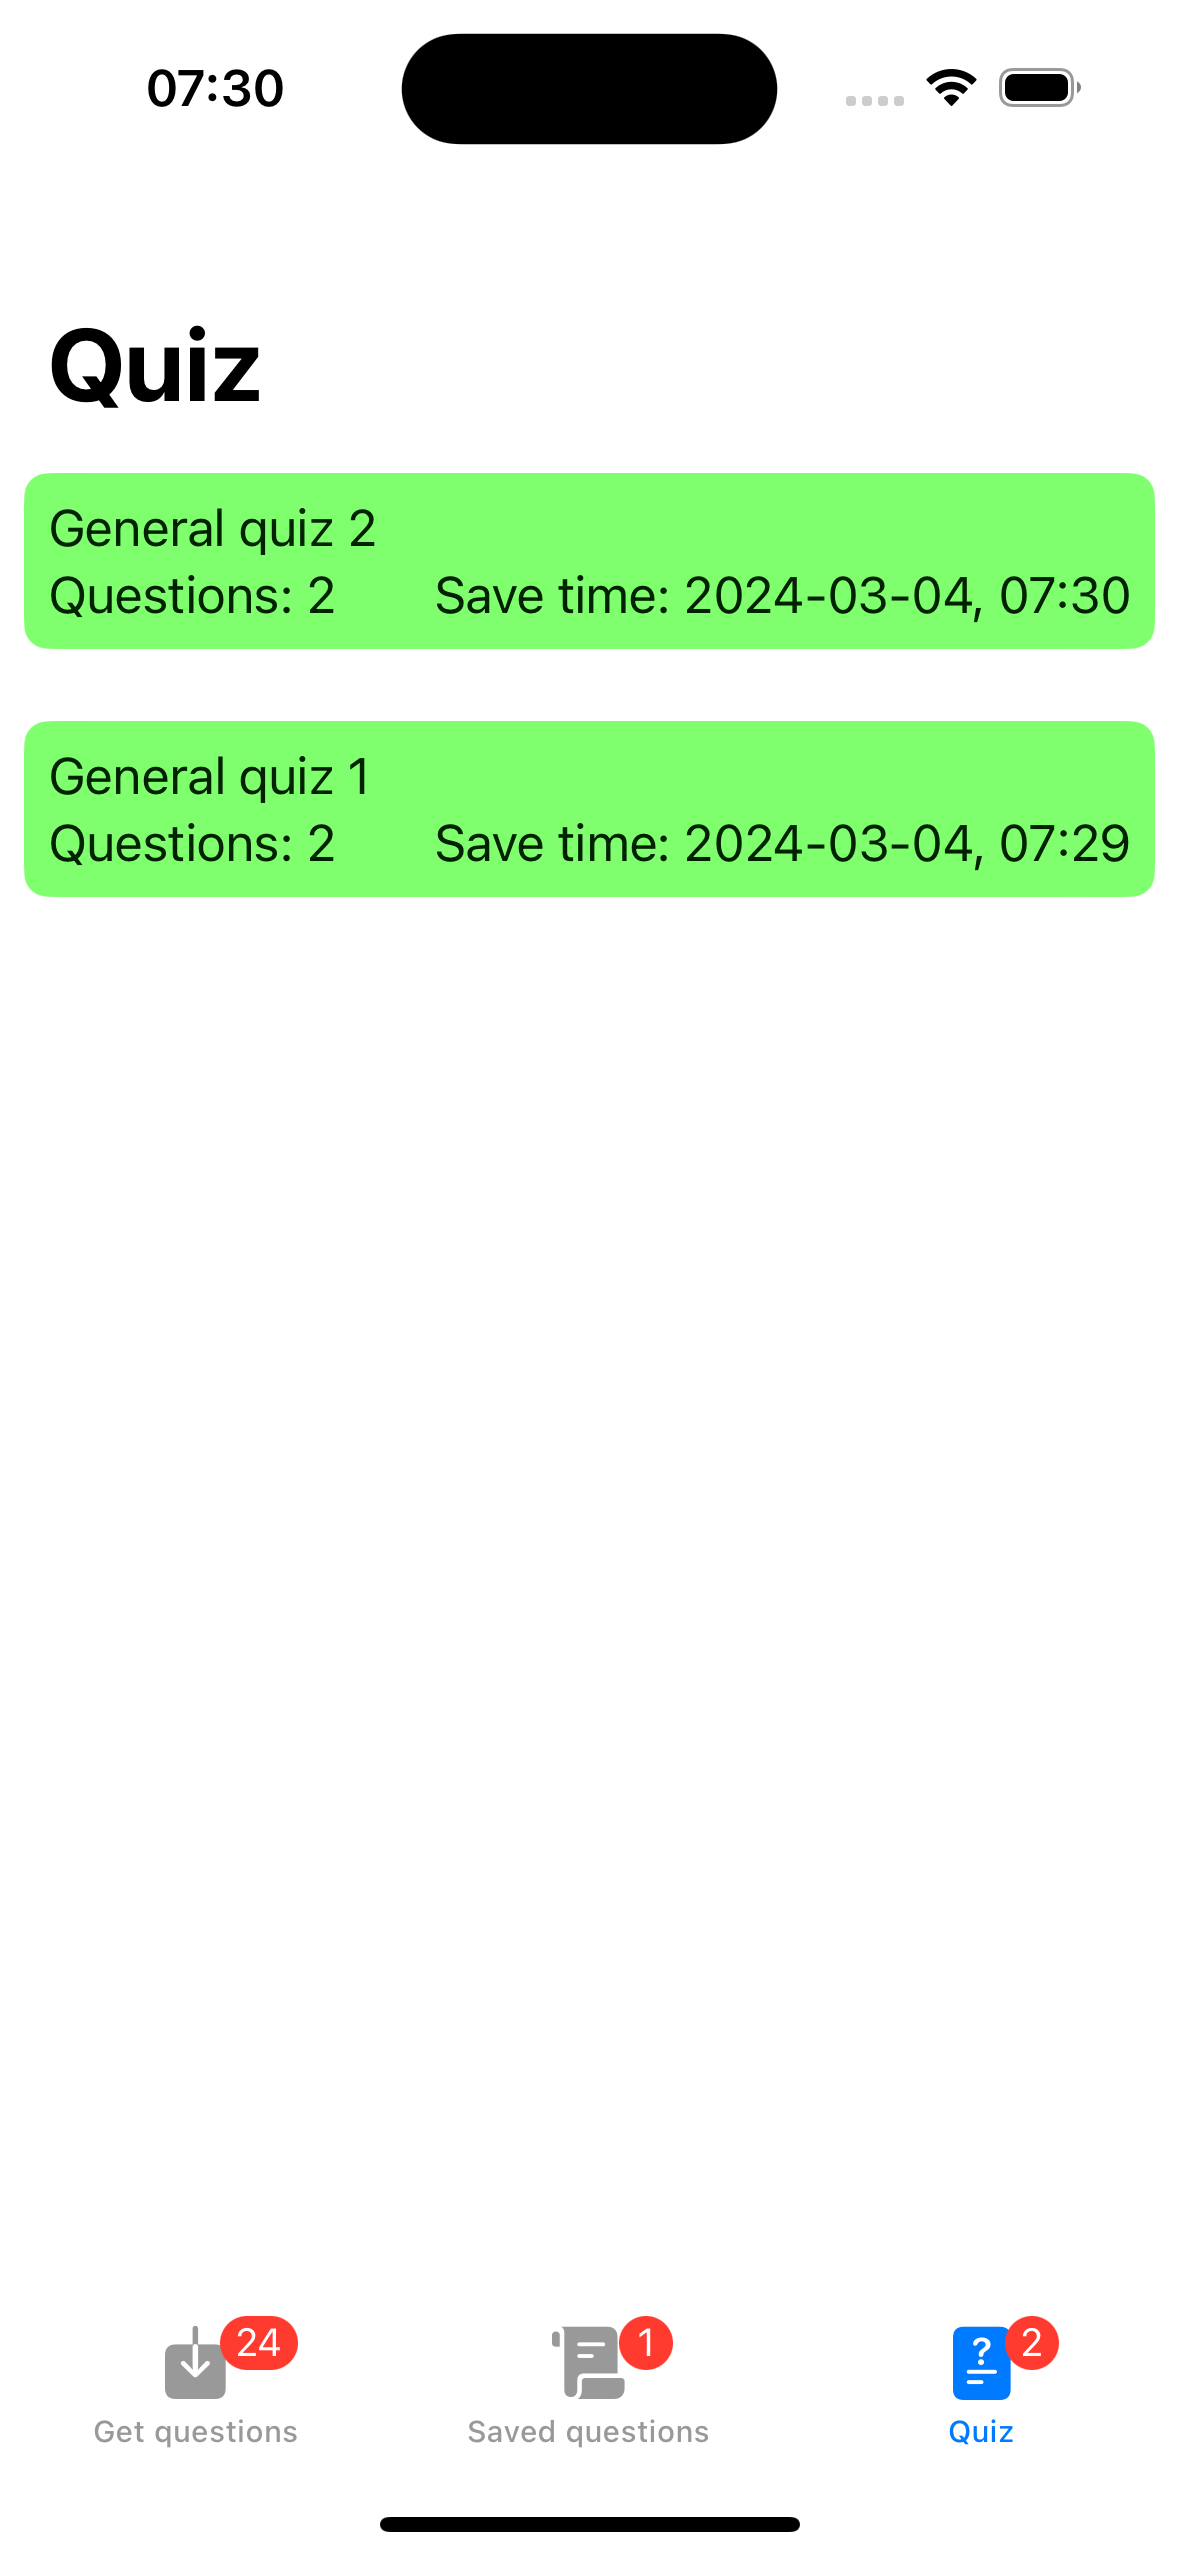 07:30
Quiz
General quiz 2
Questions: 2 Save time: 2024-03-04, 07:30
General quiz 1
Questions: 2 Save time: 2024-03-04, 07:29
24 1 ? 2
Get questions Saved questions Quiz